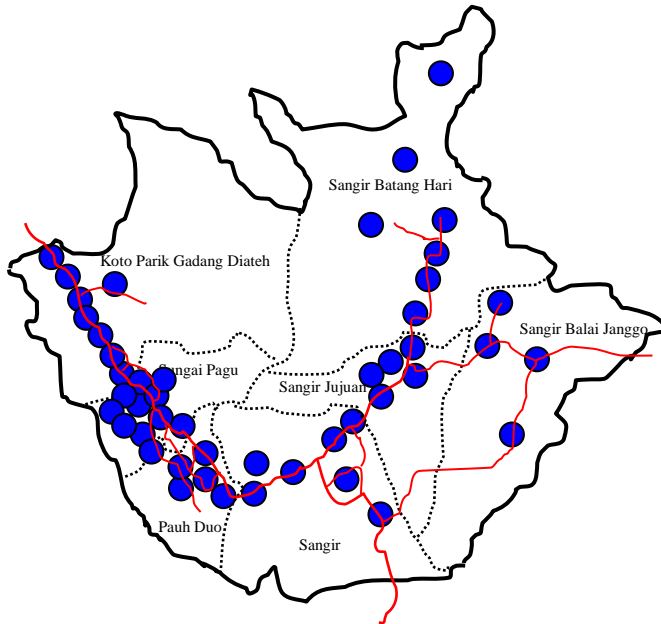 Sangir Batang Hari
Koto Parik Gadang Diateh
Sangir Balai Janggo
Sungai Pagu
Sangir Jujuan
Pauh Duo
Sangir